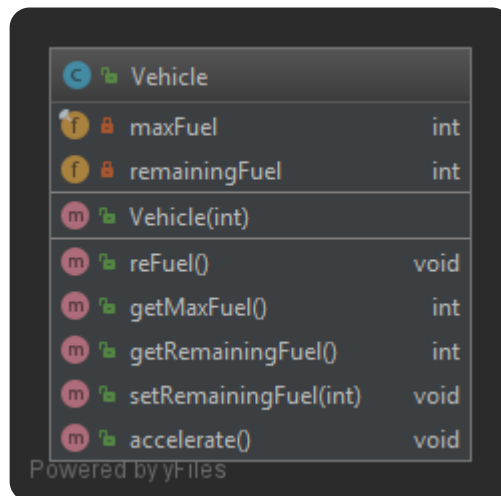 C Vehicle
f maxFuel int
f remainingFuel int
m Vehicle(int)
m reFuel() void
m getMaxFuel() int
m getRemainingFuel() int
m setRemainingFuel(int) void
m accelerate() void
Powered by yFiles